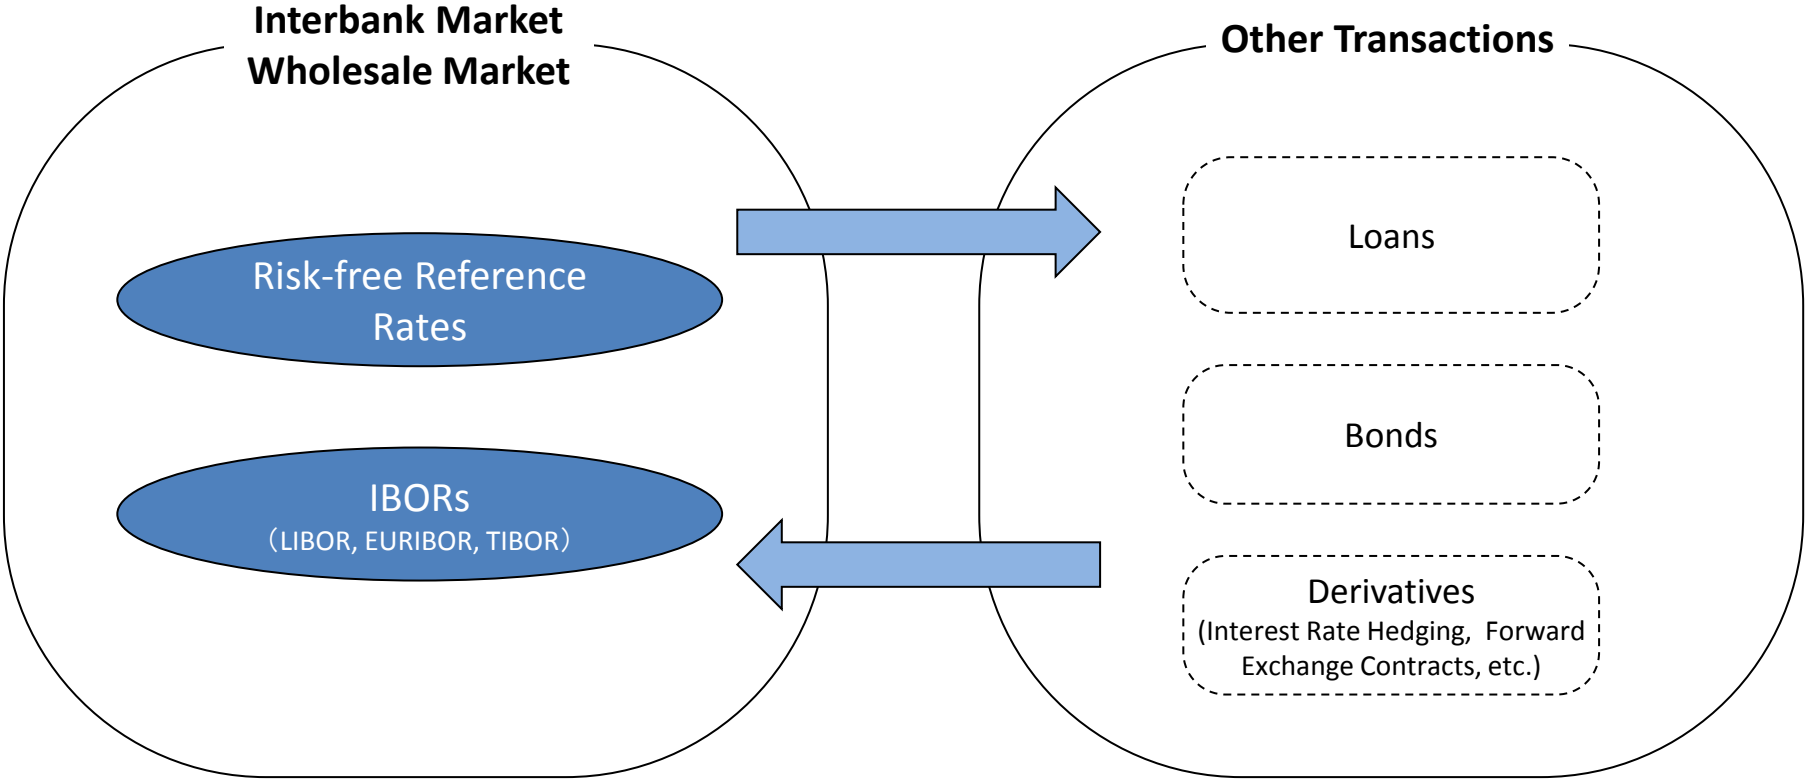 Interbank Market
Wholesale Market
Risk-free Reference
Rates
IBORs
（LIBOR, EURIBOR, TIBOR）
Other Transactions
Loans
Bonds
Derivatives
(Interest Rate Hedging,  Forward
Exchange Contracts, etc.)